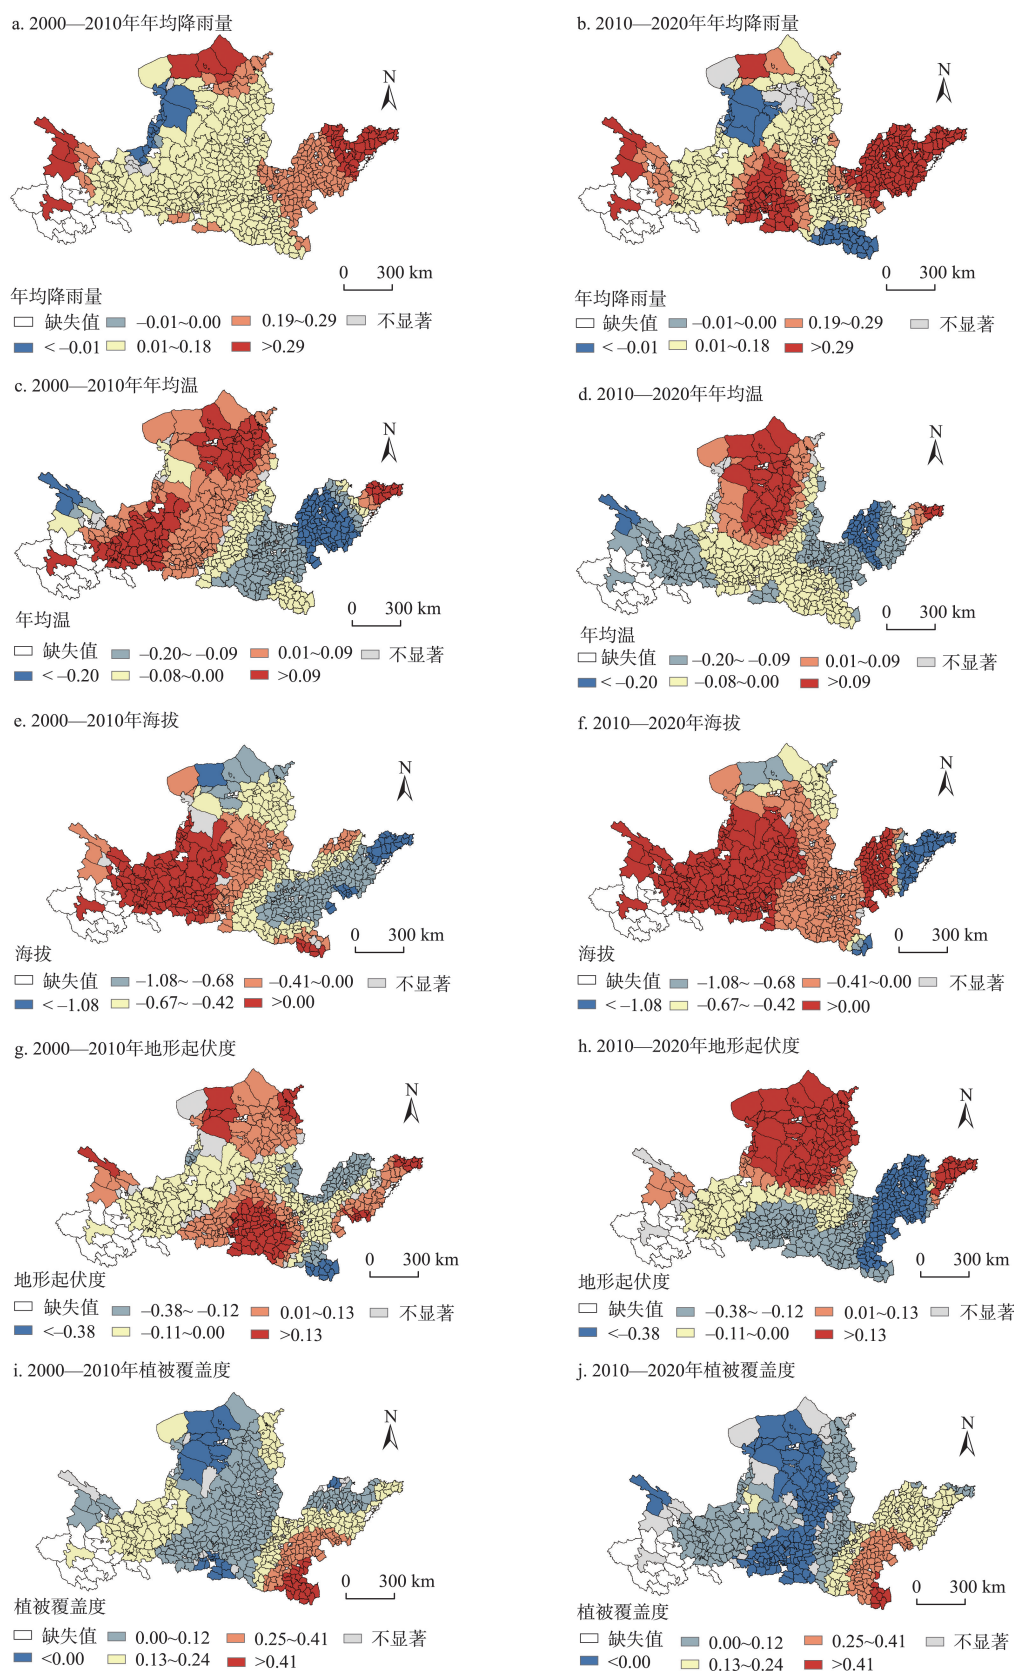 a. 2000—2010年年均降雨量
N
0 300 km
年均降雨量
缺失值 –0.01~0.00 0.19~0.29 不显著
< –0.01 0.01~0.18 >0.29
b. 2010—2020年年均降雨量
N
0 300 km
年均降雨量
缺失值 –0.01~0.00 0.19~0.29 不显著
< –0.01 0.01~0.18 >0.29
c. 2000—2010年年均温
N
0 300 km
年均温
缺失值 –0.20~ –0.09 0.01~0.09 不显著
< –0.20 –0.08~0.00 >0.09
d. 2010—2020年年均温
N
0 300 km
年均温
缺失值 –0.20~ –0.09 0.01~0.09 不显著
< –0.20 –0.08~0.00 >0.09
e. 2000—2010年海拔
N
0 300 km
海拔
缺失值 –1.08~ –0.68 –0.41~0.00 不显著
< –1.08 –0.67~ –0.42 >0.00
f. 2010—2020年海拔
N
0 300 km
海拔
缺失值 –1.08~ –0.68 –0.41~0.00 不显著
< –1.08 –0.67~ –0.42 >0.00
g. 2000—2010年地形起伏度
N
0 300 km
地形起伏度
缺失值 –0.38~ –0.12 0.01~0.13 不显著
<–0.38 –0.11~0.00 >0.13
h. 2010—2020年地形起伏度
N
0 300 km
地形起伏度
缺失值 –0.38~ –0.12 0.01~0.13 不显著
<–0.38 –0.11~0.00 >0.13
i. 2000—2010年植被覆盖度
N
0 300 km
植被覆盖度
缺失值 0.00~0.12 0.25~0.41 不显著
<0.00 0.13~0.24 >0.41
j. 2010—2020年植被覆盖度
N
0 300 km
植被覆盖度
缺失值 0.00~0.12 0.25~0.41 不显著
<0.00 0.13~0.24 >0.41